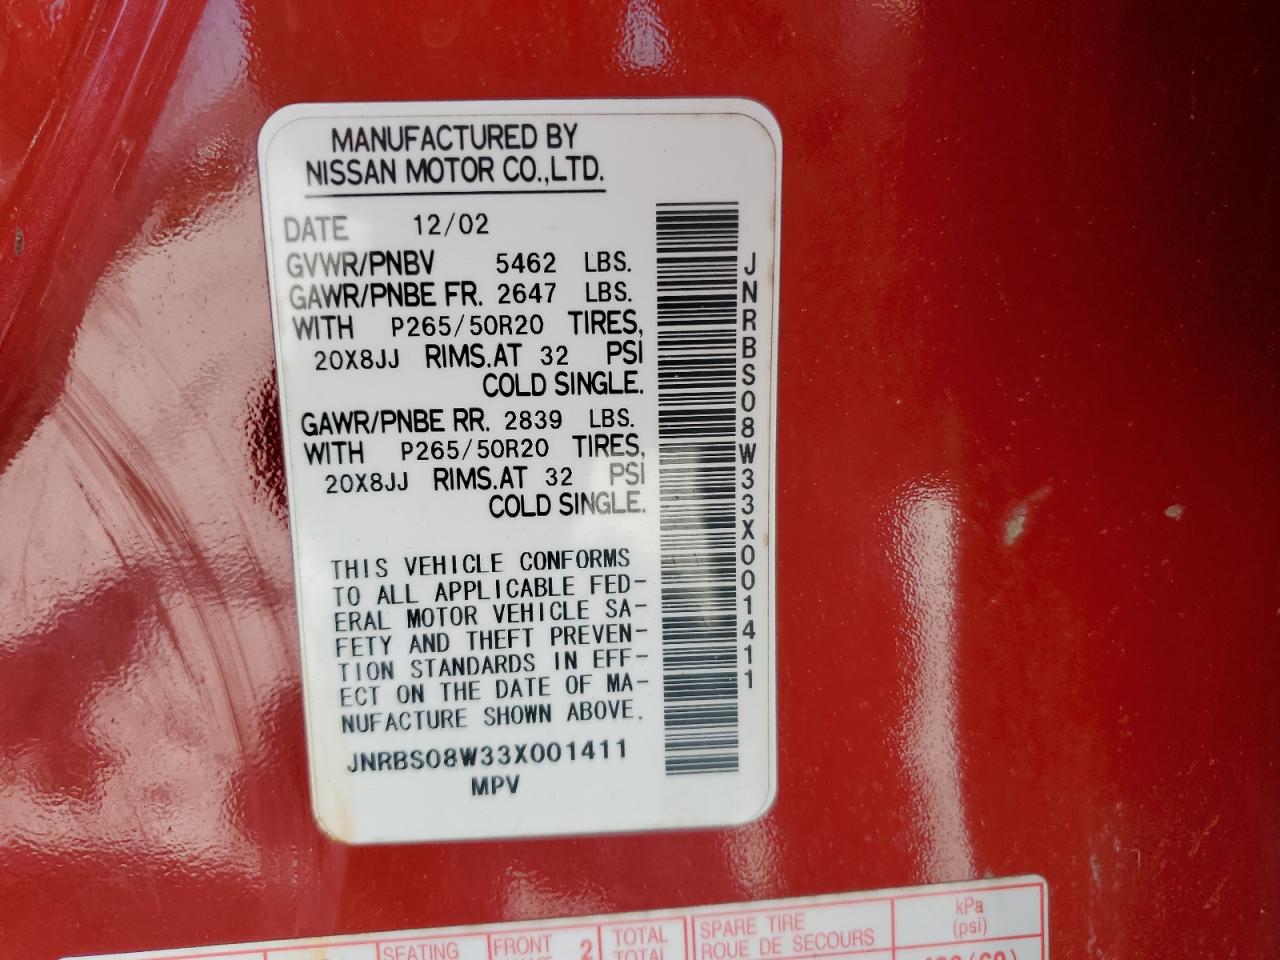 MANUFACTURED BY
NISSAN MOTOR CO.,LTD.
DATE 12/02
GVWR/PNBV 5462 LBS.
GAWR/PNBE FR. 2647 LBS.
WITH P265/50R20 TIRES,
20X8JJ RIMS.AT 32 PSI
COLD SINGLE.
GAWR/PNBE RR. 2839 LBS.
WITH P265/50R20 TIRES,
20X8JJ RIMS.AT 32 PSI
COLD SINGLE.
THIS VEHICLE CONFORMS
TO ALL APPLICABLE FED-
ERAL MOTOR VEHICLE SA-
FETY AND THEFT PREVEN-
TION STANDARDS IN EFF-
ECT ON THE DATE OF MA-
NUFACTURE SHOWN ABOVE.
JNRBS08W33X001411
MPV
JNRBS08W33X001411
SEATING
FRONT 2
TOTAL
TOTAL
SPARE TIRE
ROUE DE SECOURS
kPa
(psi)